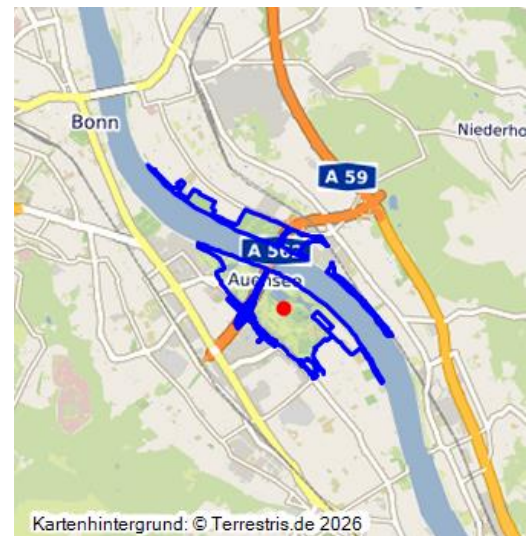 Bonn
Niederho
A 59
A 56
Auensee
Kartenhintergrund: © Terrestris.de 2026